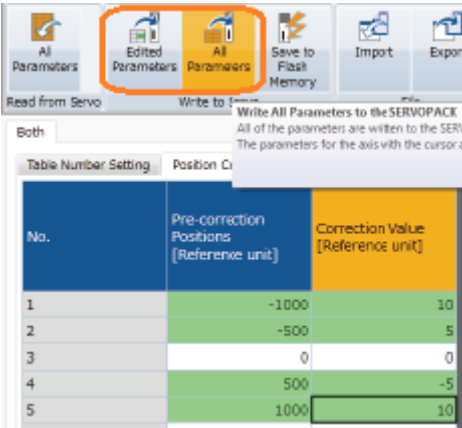 All
Parameters
Edited
Parameters
All
Parameters
Save to
Flash
Memory
Import
Export
Read from Servo
Write to Servo
File
Write All Parameters to the SERVOPACK
All of the parameters are written to the SERV
The parameters for the axis with the cursor a
Both
Table Number Setting
Position C
No.
Pre-correction
Positions
[Reference unit]
Correction Value
[Reference unit]
1 -1000 10
2 -500 5
3 0 0
4 500 -5
5 1000 10